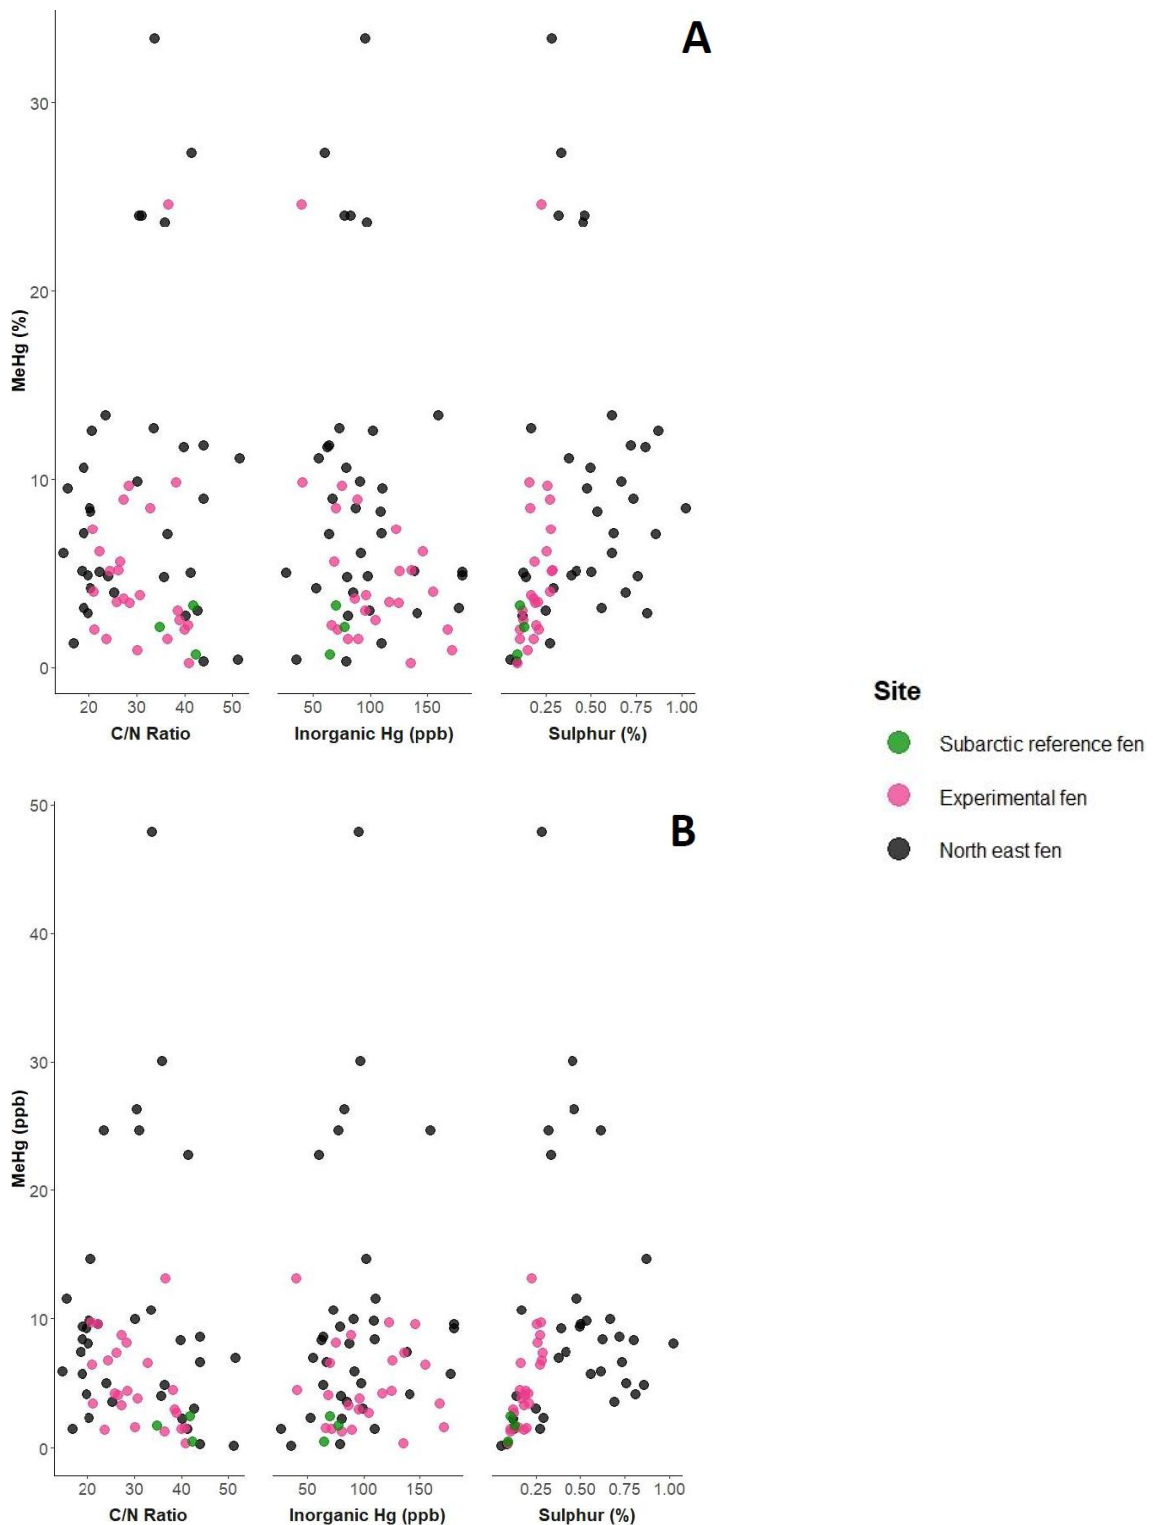 A
30
20
10
0
MeHg (%)
20 30 40 50
50 100 150
0.25 0.50 0.75 1.00
C/N Ratio
Inorganic Hg (ppb)
Sulphur (%)
Site
Subarctic reference fen
Experimental fen
North east fen
B
50
40
30
20
10
0
MeHg (ppb)
20 30 40 50
50 100 150
0.25 0.50 0.75 1.00
C/N Ratio
Inorganic Hg (ppb)
Sulphur (%)